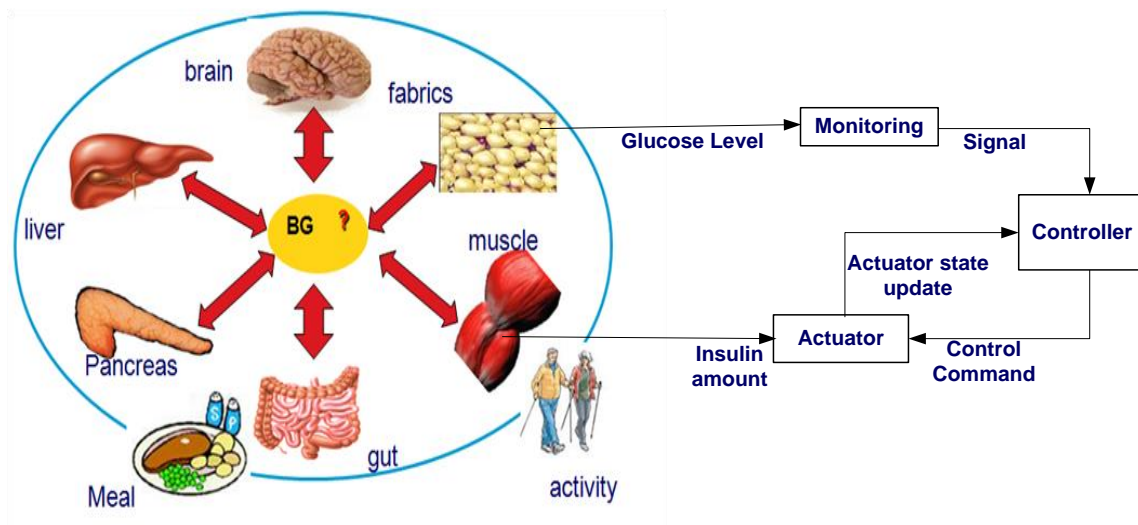 brain
fabrics
liver
BG ?
muscle
Pancreas
gut
S P
Meal
activity
Glucose Level
Monitoring
Signal
Controller
Actuator state
update
Actuator
Insulin
amount
Control
Command